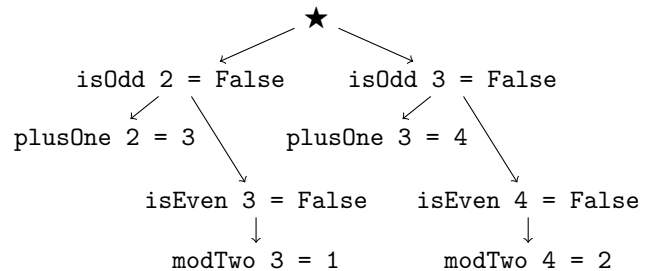 ★
isOdd 2 = False isOdd 3 = False
plusOne 2 = 3 plusOne 3 = 4
isEven 3 = False isEven 4 = False
modTwo 3 = 1 modTwo 4 = 2